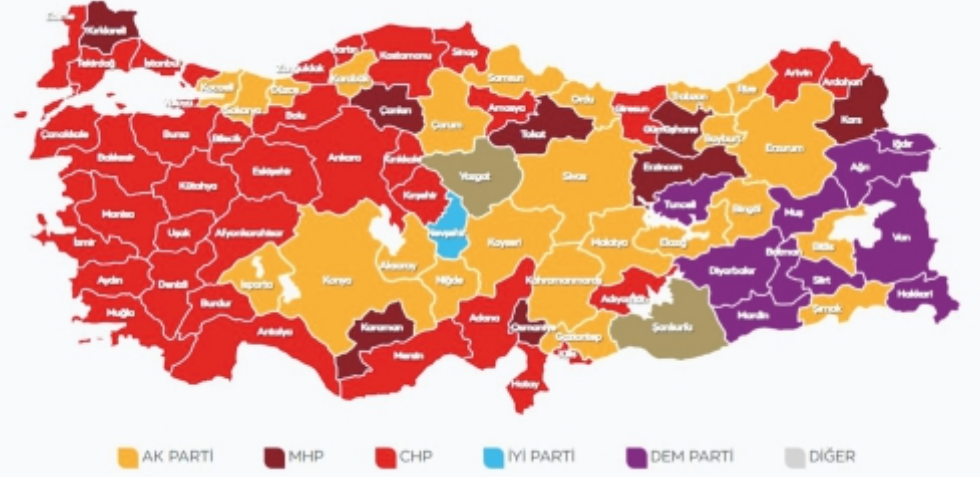 Kırklareli
Tekirdağ
İstanbul
Kocaeli
Yalova
Sakarya
Düzce
Zonguldak
Bartın
Karabük
Kastamonu
Sinop
Bolu
Çankırı
Samsun
Amasya
Çorum
Tokat
Ordu
Giresun
Trabzon
Rize
Artvin
Ardahan
Kars
Gümüşhane
Bayburt
Erzurum
Erzincan
Iğdır
Ağrı
Çanakkale
Bursa
Bilecik
Balıkesir
Kütahya
Eskişehir
Ankara
Kırıkkale
Kırşehir
Yozgat
Sivas
Tunceli
Bingöl
Muş
Van
Manisa
Uşak
Afyonkarahisar
İzmir
Konya
Aksaray
Nevşehir
Kayseri
Malatya
Elazığ
Bitlis
Batman
Diyarbakır
Siirt
Hakkari
Şırnak
Mardin
Aydın
Denizli
Isparta
Burdur
Muğla
Antalya
Niğde
Karaman
Mersin
Adana
Osmaniye
Kahramanmaraş
Adıyaman
Gaziantep
Kilis
Şanlıurfa
Hatay
AK PARTİ
MHP
CHP
İYİ PARTİ
DEM PARTİ
DİĞER